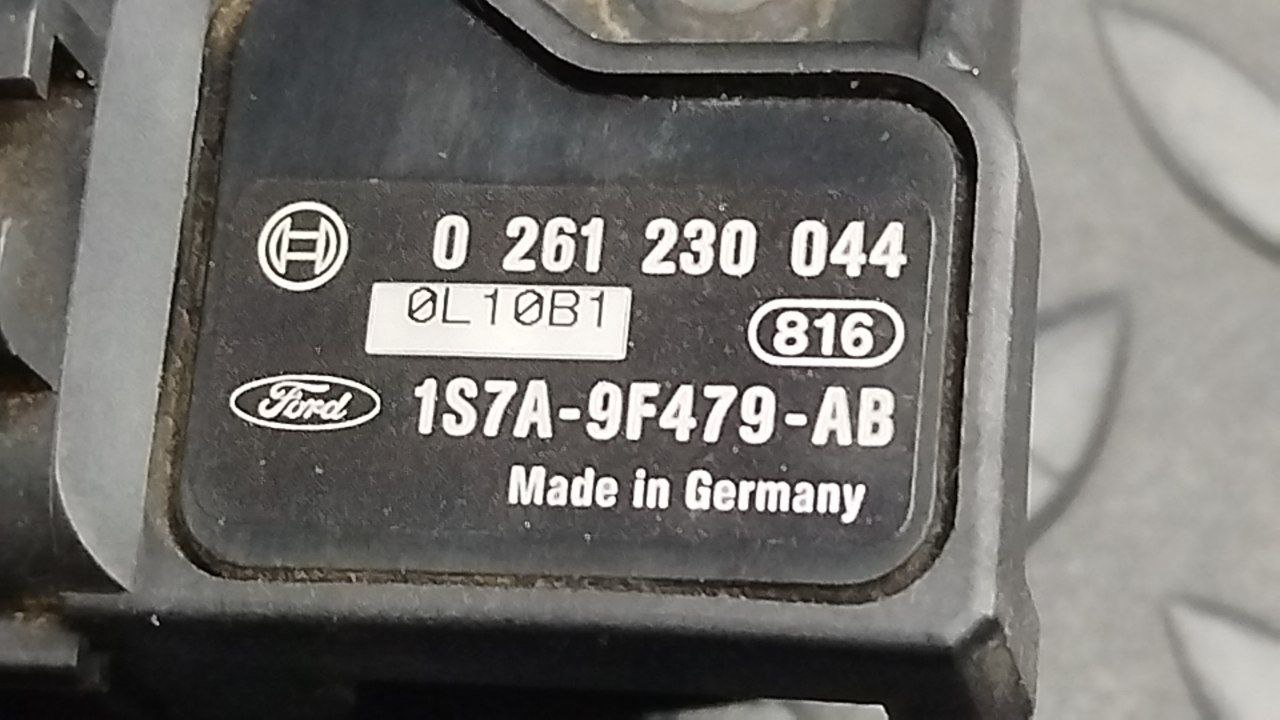 0 261 230 044
0L10B1
816
Ford 1S7A-9F479-AB
Made in Germany